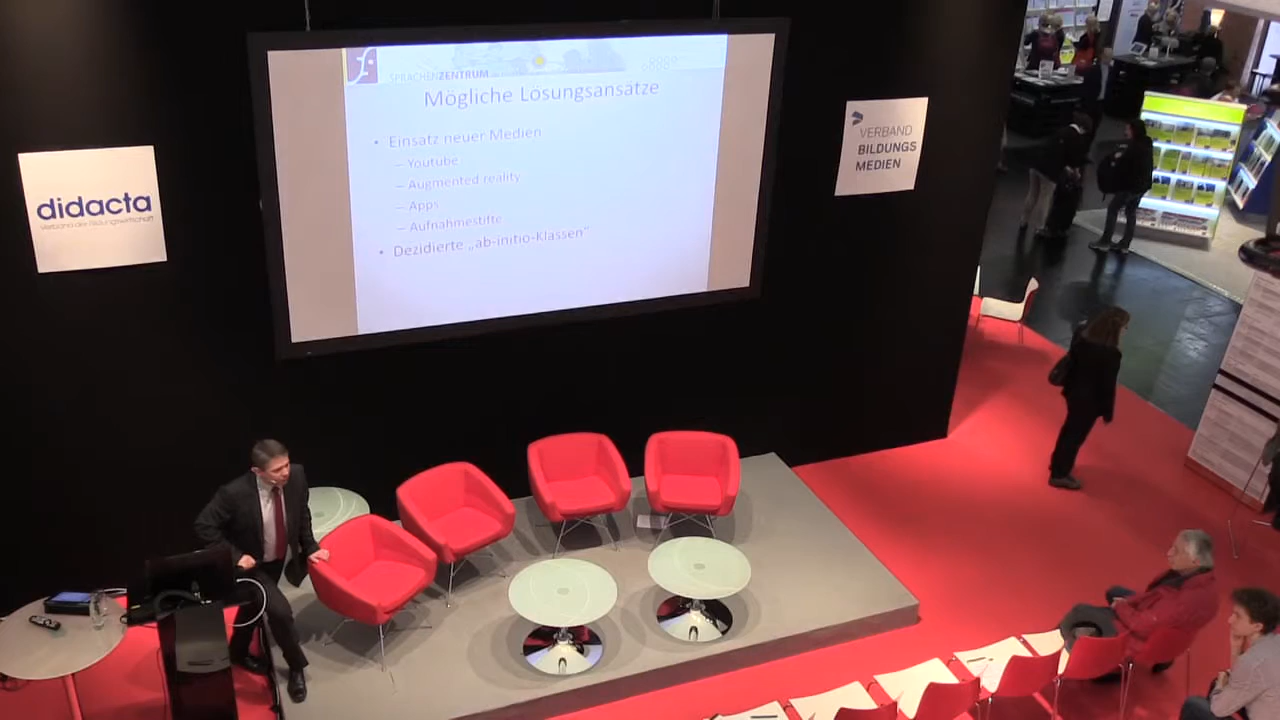 didacta
Verband der Bildungswirtschaft
SPRACHENZENTRUM
Mögliche Lösungsansätze
• Einsatz neuer Medien
– Youtube
– Augmented reality
– Apps
– Aufnahmestifte
• Dezidierte „ab-initio-Klassen“
VERBAND
BILDUNGS
MEDIEN